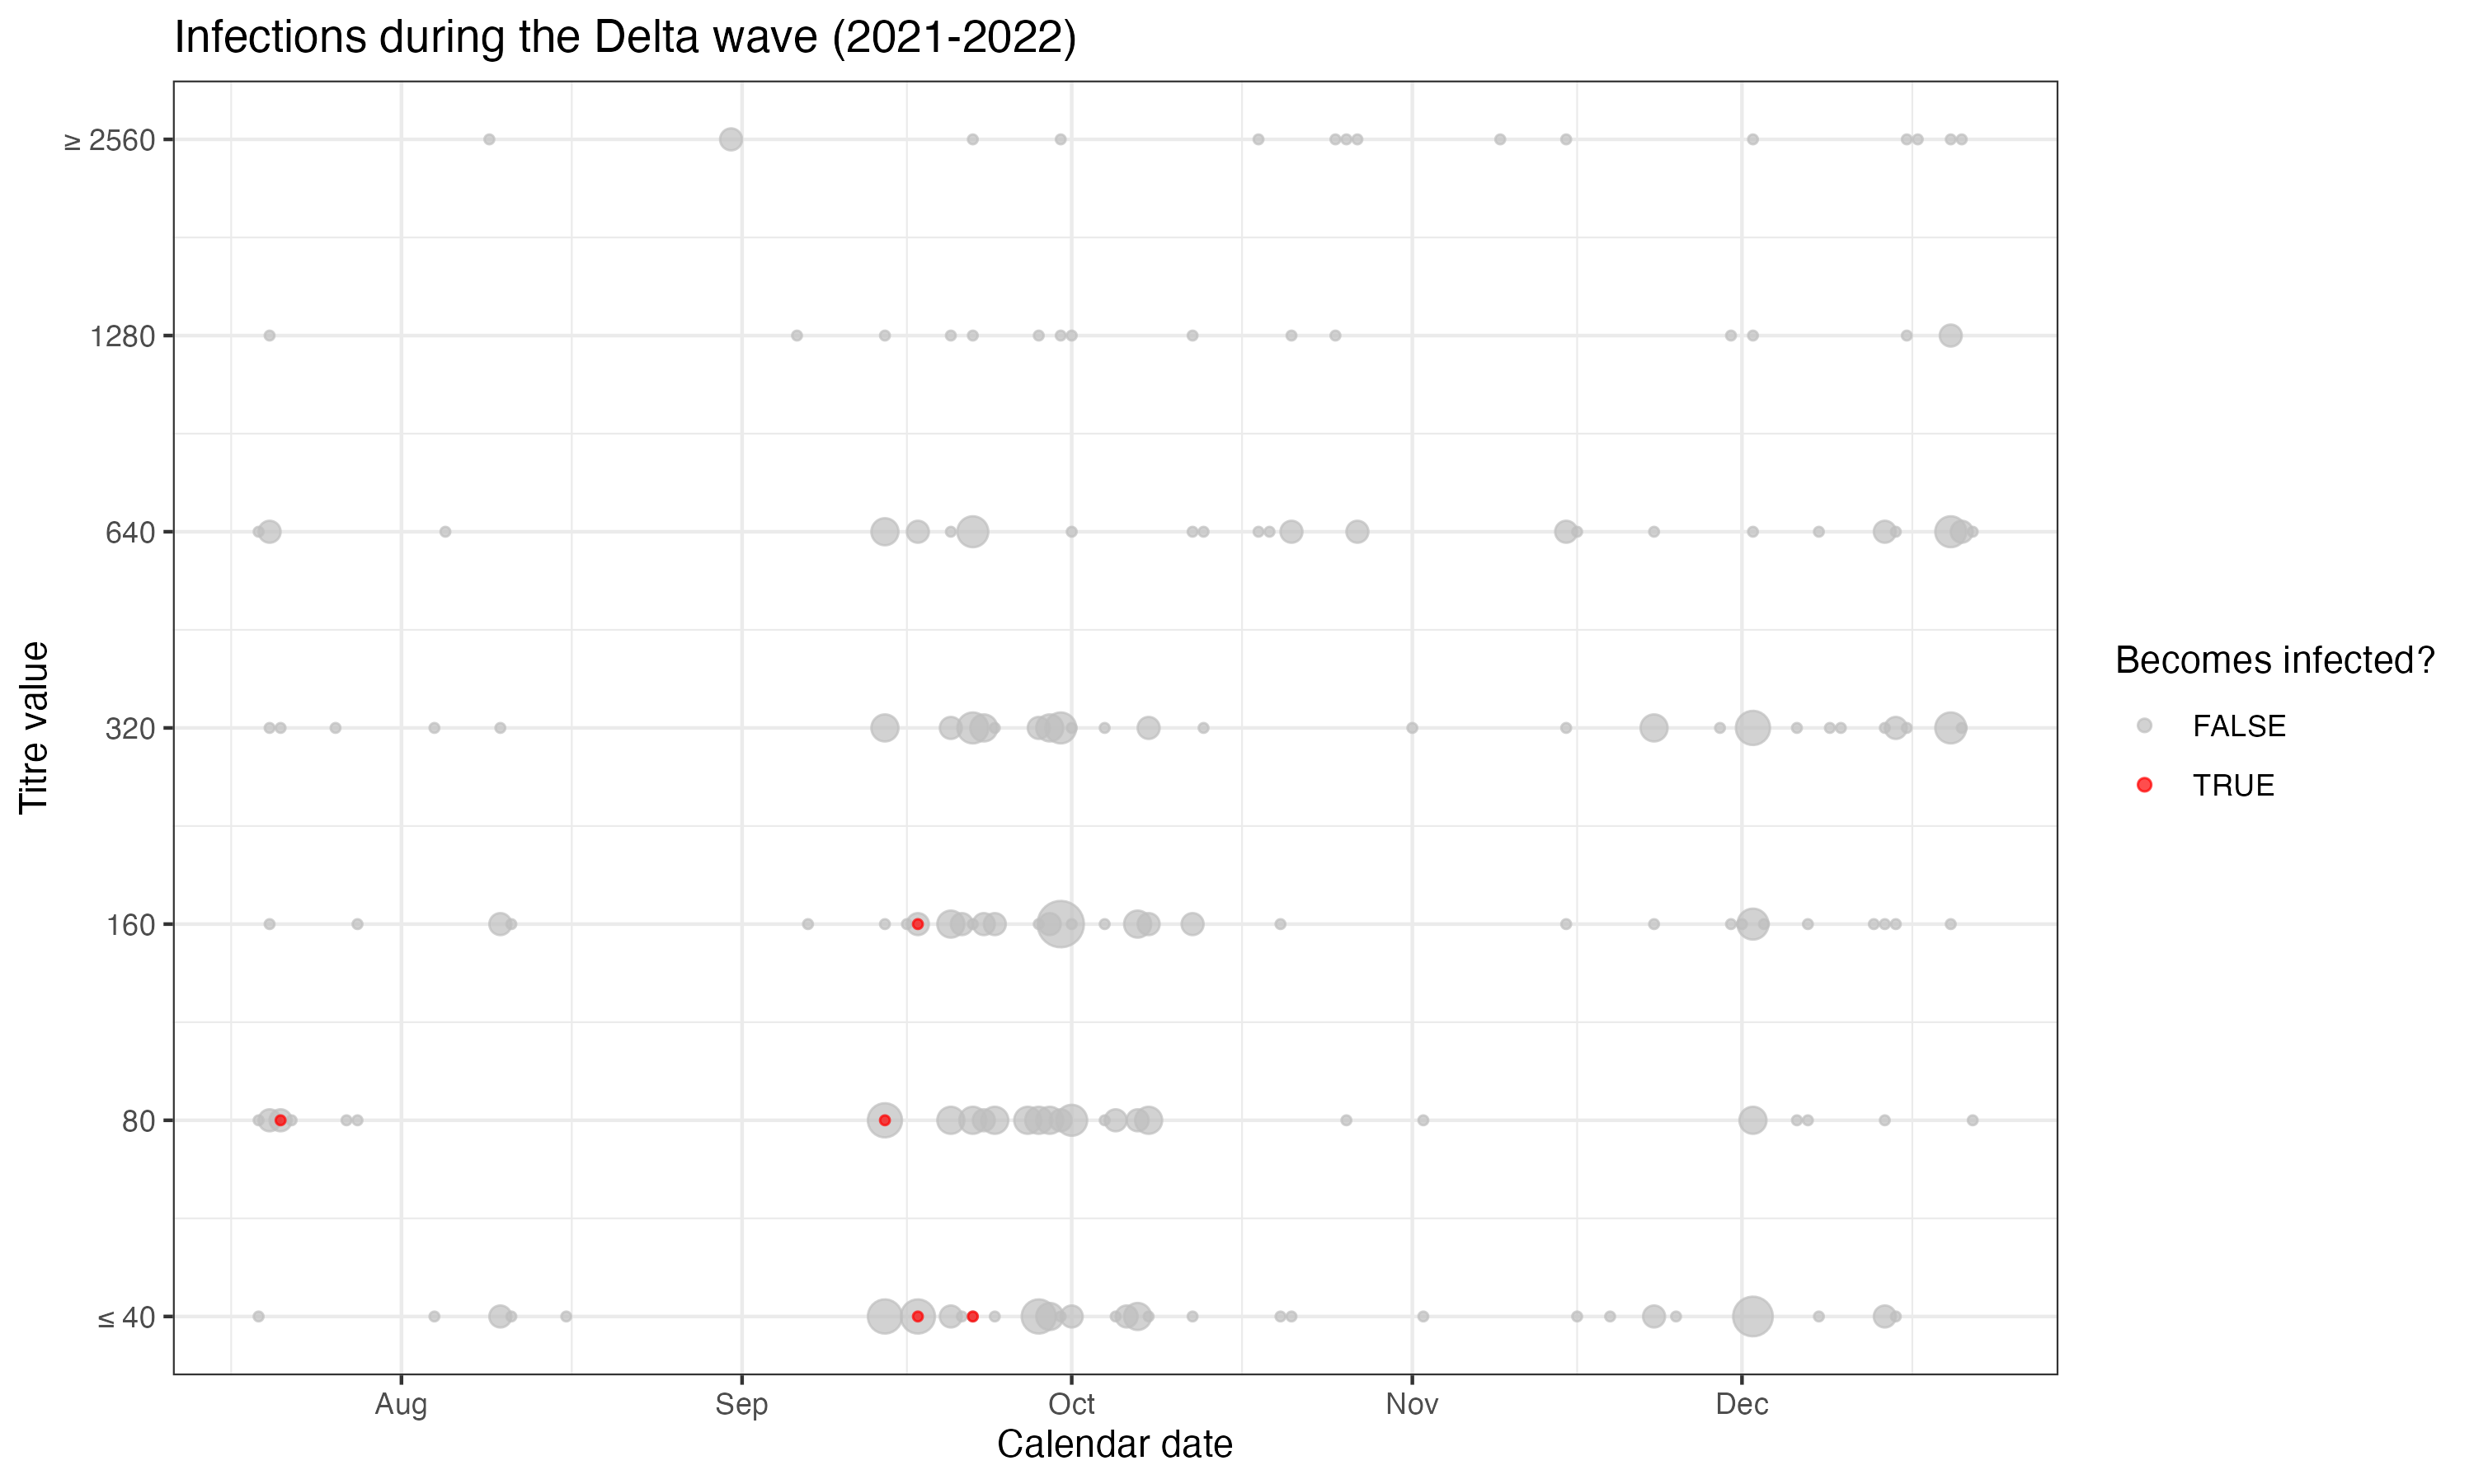 Infections during the Delta wave (2021-2022)
≥ 2560
1280
640
320
160
80
≤ 40
Titre value
Aug Sep Oct Nov Dec
Calendar date
Becomes infected?
FALSE
TRUE